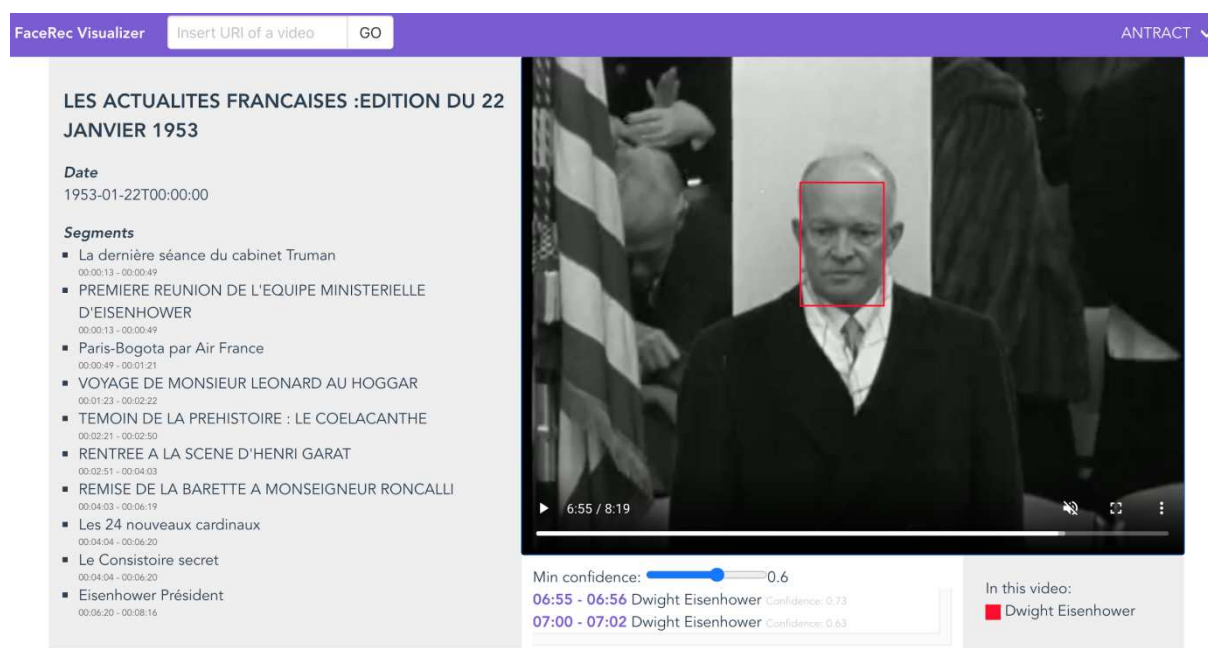 FaceRec Visualizer
Insert URI of a video
GO
ANTRACT
LES ACTUALITES FRANCAISES :EDITION DU 22
JANVIER 1953
Date
1953-01-22T00:00:00
Segments
La dernière séance du cabinet Truman
00:00:13 - 00:00:49
PREMIERE REUNION DE L'EQUIPE MINISTERIELLE
D'EISENHOWER
00:00:13 - 00:00:49
Paris-Bogota par Air France
00:00:49 - 00:01:21
VOYAGE DE MONSIEUR LEONARD AU HOGGAR
00:01:23 - 00:02:22
TEMOIN DE LA PREHISTOIRE : LE COELACANTHE
00:02:21 - 00:02:50
RENTREE A LA SCENE D'HENRI GARAT
00:02:51 - 00:04:03
REMISE DE LA BARETTE A MONSEIGNEUR RONCALLI
00:04:03 - 00:06:19
Les 24 nouveaux cardinaux
00:04:04 - 00:06:20
Le Consistoire secret
00:04:04 - 00:06:20
Eisenhower Président
00:06:20 - 00:08:16
6:55 / 8:19
Min confidence: 0.6
06:55 - 06:56 Dwight Eisenhower Confidence: 0.73
07:00 - 07:02 Dwight Eisenhower Confidence: 0.63
In this video:
Dwight Eisenhower